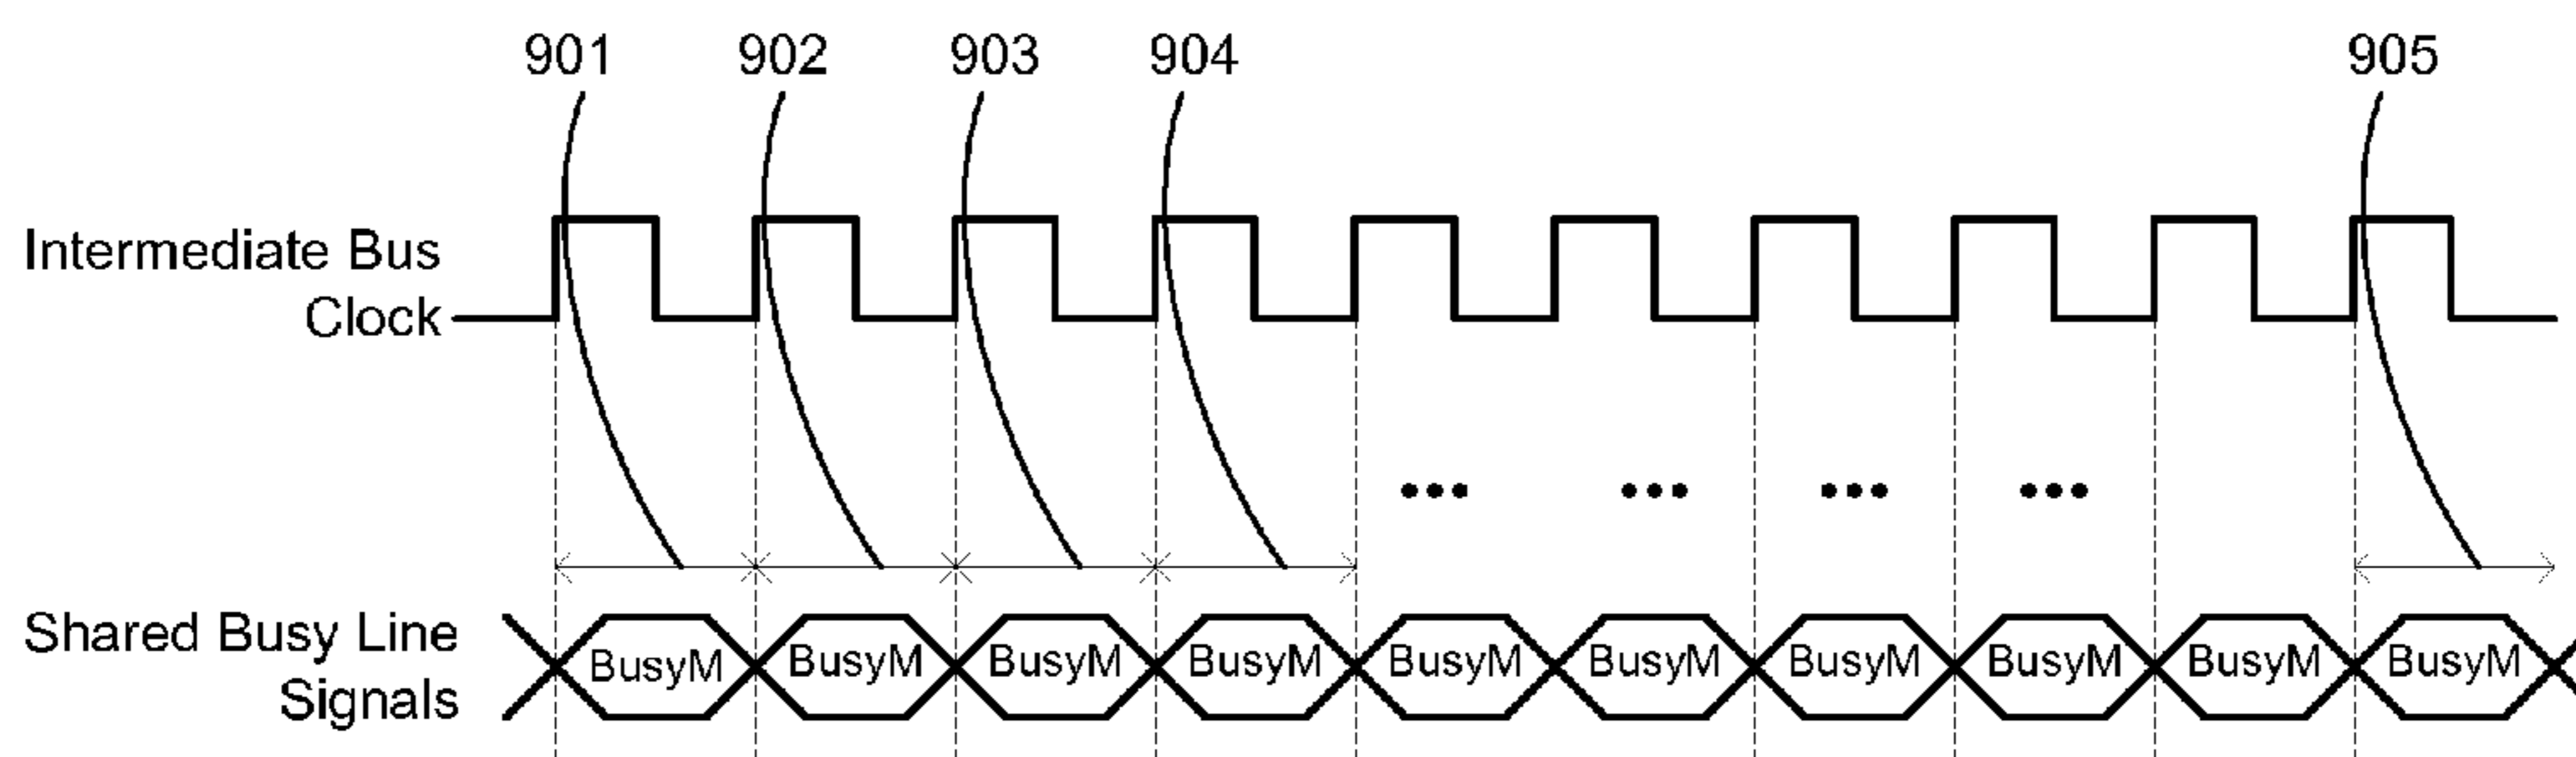 901 902 903 904 905
Intermediate Bus
Clock
••• ••• ••• •••
Shared Busy Line
Signals
BusyM BusyM BusyM BusyM BusyM BusyM BusyM BusyM BusyM BusyM